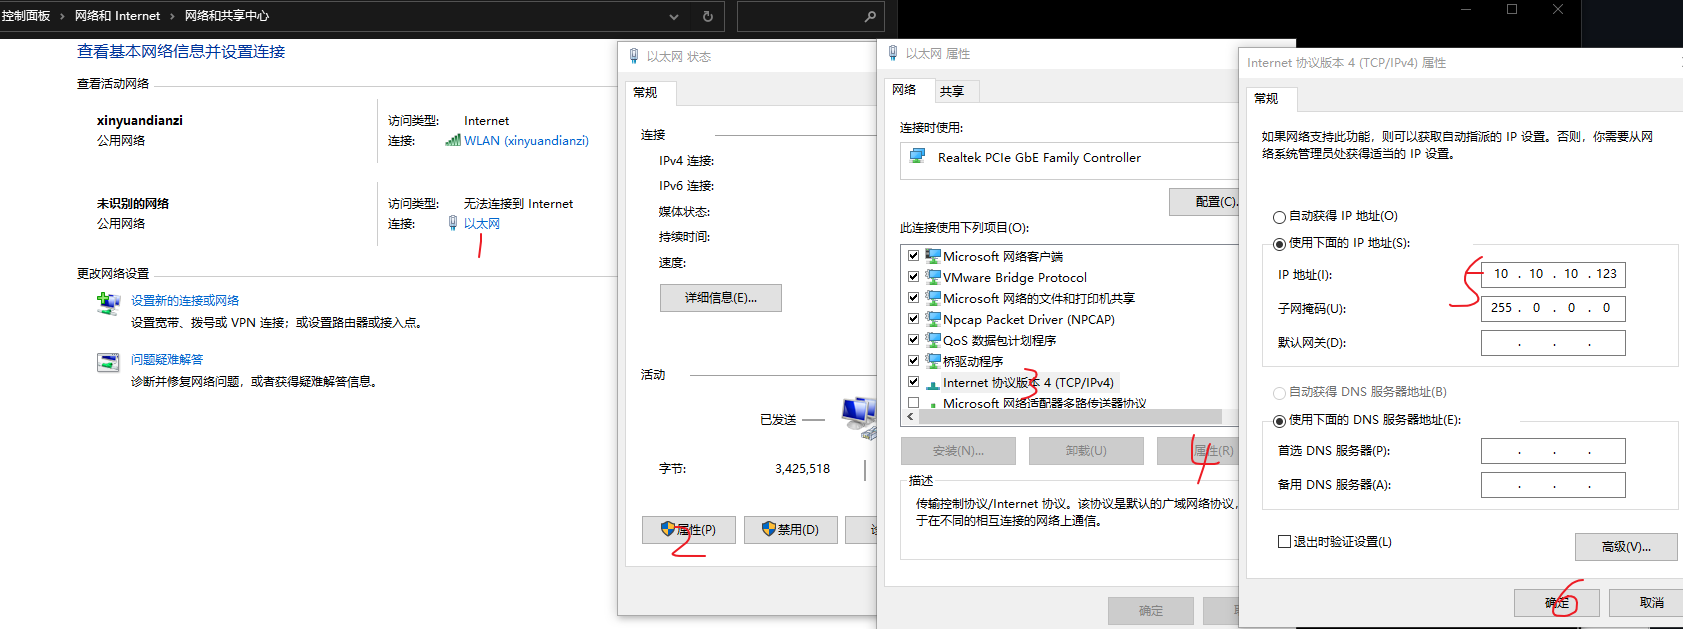 控制面板 › 网络和 Internet › 网络和共享中心
查看基本网络信息并设置连接
查看活动网络
xinyuandianzi
公用网络
访问类型: Internet
连接: WLAN (xinyuandianzi)
未识别的网络
公用网络
访问类型: 无法连接到 Internet
连接: 以太网
1
更改网络设置
设置新的连接或网络
设置宽带、拨号或 VPN 连接；或设置路由器或接入点。
问题疑难解答
诊断并修复网络问题，或者获得疑难解答信息。
以太网 状态
常规
连接
IPv4 连接:
IPv6 连接:
媒体状态:
持续时间:
速度:
详细信息(E)...
活动
已发送
字节: 3,425,518
属性(P) 禁用(D)
2
以太网 属性
网络 共享
连接时使用:
Realtek PCIe GbE Family Controller
配置(C)...
此连接使用下列项目(O):
Microsoft 网络客户端
VMware Bridge Protocol
Microsoft 网络的文件和打印机共享
Npcap Packet Driver (NPCAP)
QoS 数据包计划程序
桥驱动程序
Internet 协议版本 4 (TCP/IPv4)
3
Microsoft 网络适配器多路传送器协议
安装(N)... 卸载(U) 属性(R)
4
描述
传输控制协议/Internet 协议。该协议是默认的广域网络协议，
于在不同的相互连接的网络上通信。
确定
Internet 协议版本 4 (TCP/IPv4) 属性
常规
如果网络支持此功能，则可以获取自动指派的 IP 设置。否则，你需要从网
络系统管理员处获得适当的 IP 设置。
自动获得 IP 地址(O)
使用下面的 IP 地址(S):
5
IP 地址(I): 10 . 10 . 10 . 123
子网掩码(U): 255 . 0 . 0 . 0
默认网关(D): . . .
自动获得 DNS 服务器地址(B)
使用下面的 DNS 服务器地址(E):
首选 DNS 服务器(P): . . .
备用 DNS 服务器(A): . . .
退出时验证设置(L)
高级(V)...
确定 取消
6